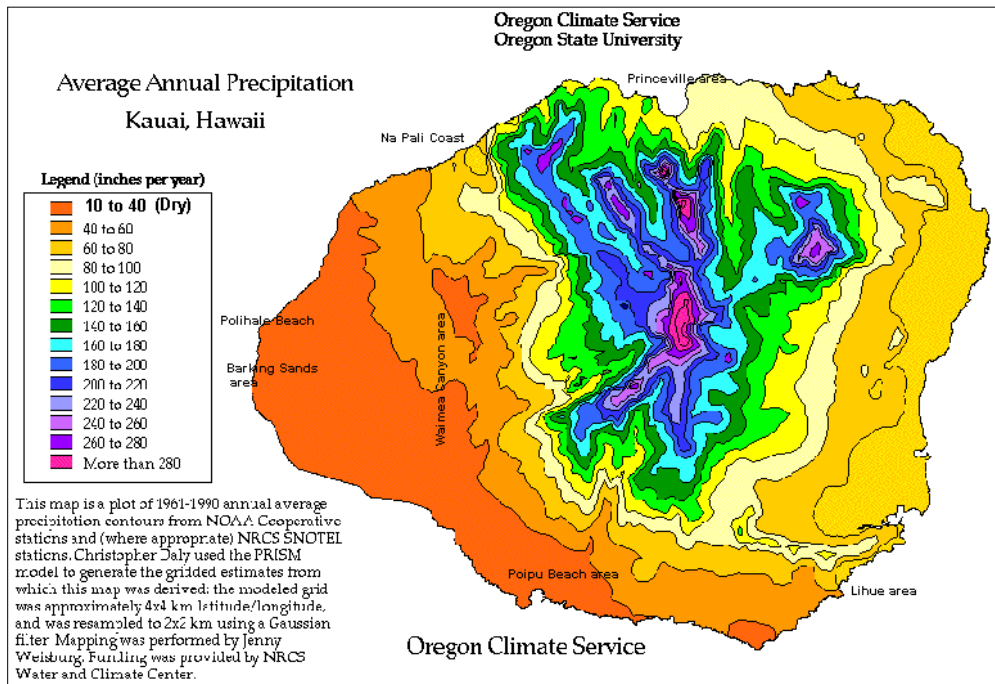 Oregon Climate Service
Oregon State University
Average Annual Precipitation
Kauai, Hawaii
Princeville area
Na Pali Coast
Legend (inches per year)
10 to 40 (Dry)
40 to 60
60 to 80
80 to 100
100 to 120
120 to 140
140 to 160
160 to 180
180 to 200
200 to 220
220 to 240
240 to 260
260 to 280
More than 280
Polihale Beach
Barking Sands
area
Waimea Canyon area
This map is a plot of 1961-1990 annual average
precipitation contours from NOAA Cooperative
stations and (where appropriate) NRCS SNOTEL
stations. Christopher Daly used the PRISM
model to generate the gridded estimates from
which this map was derived; the modeled grid
was approximately 4x4 km latitude/longitude,
and was resampled to 2x2 km using a Gaussian
filter. Mapping was performed by Jenny
Weisburg. Funding was provided by NRCS
Water and Climate Center.
Poipu Beach area
Lihue area
Oregon Climate Service